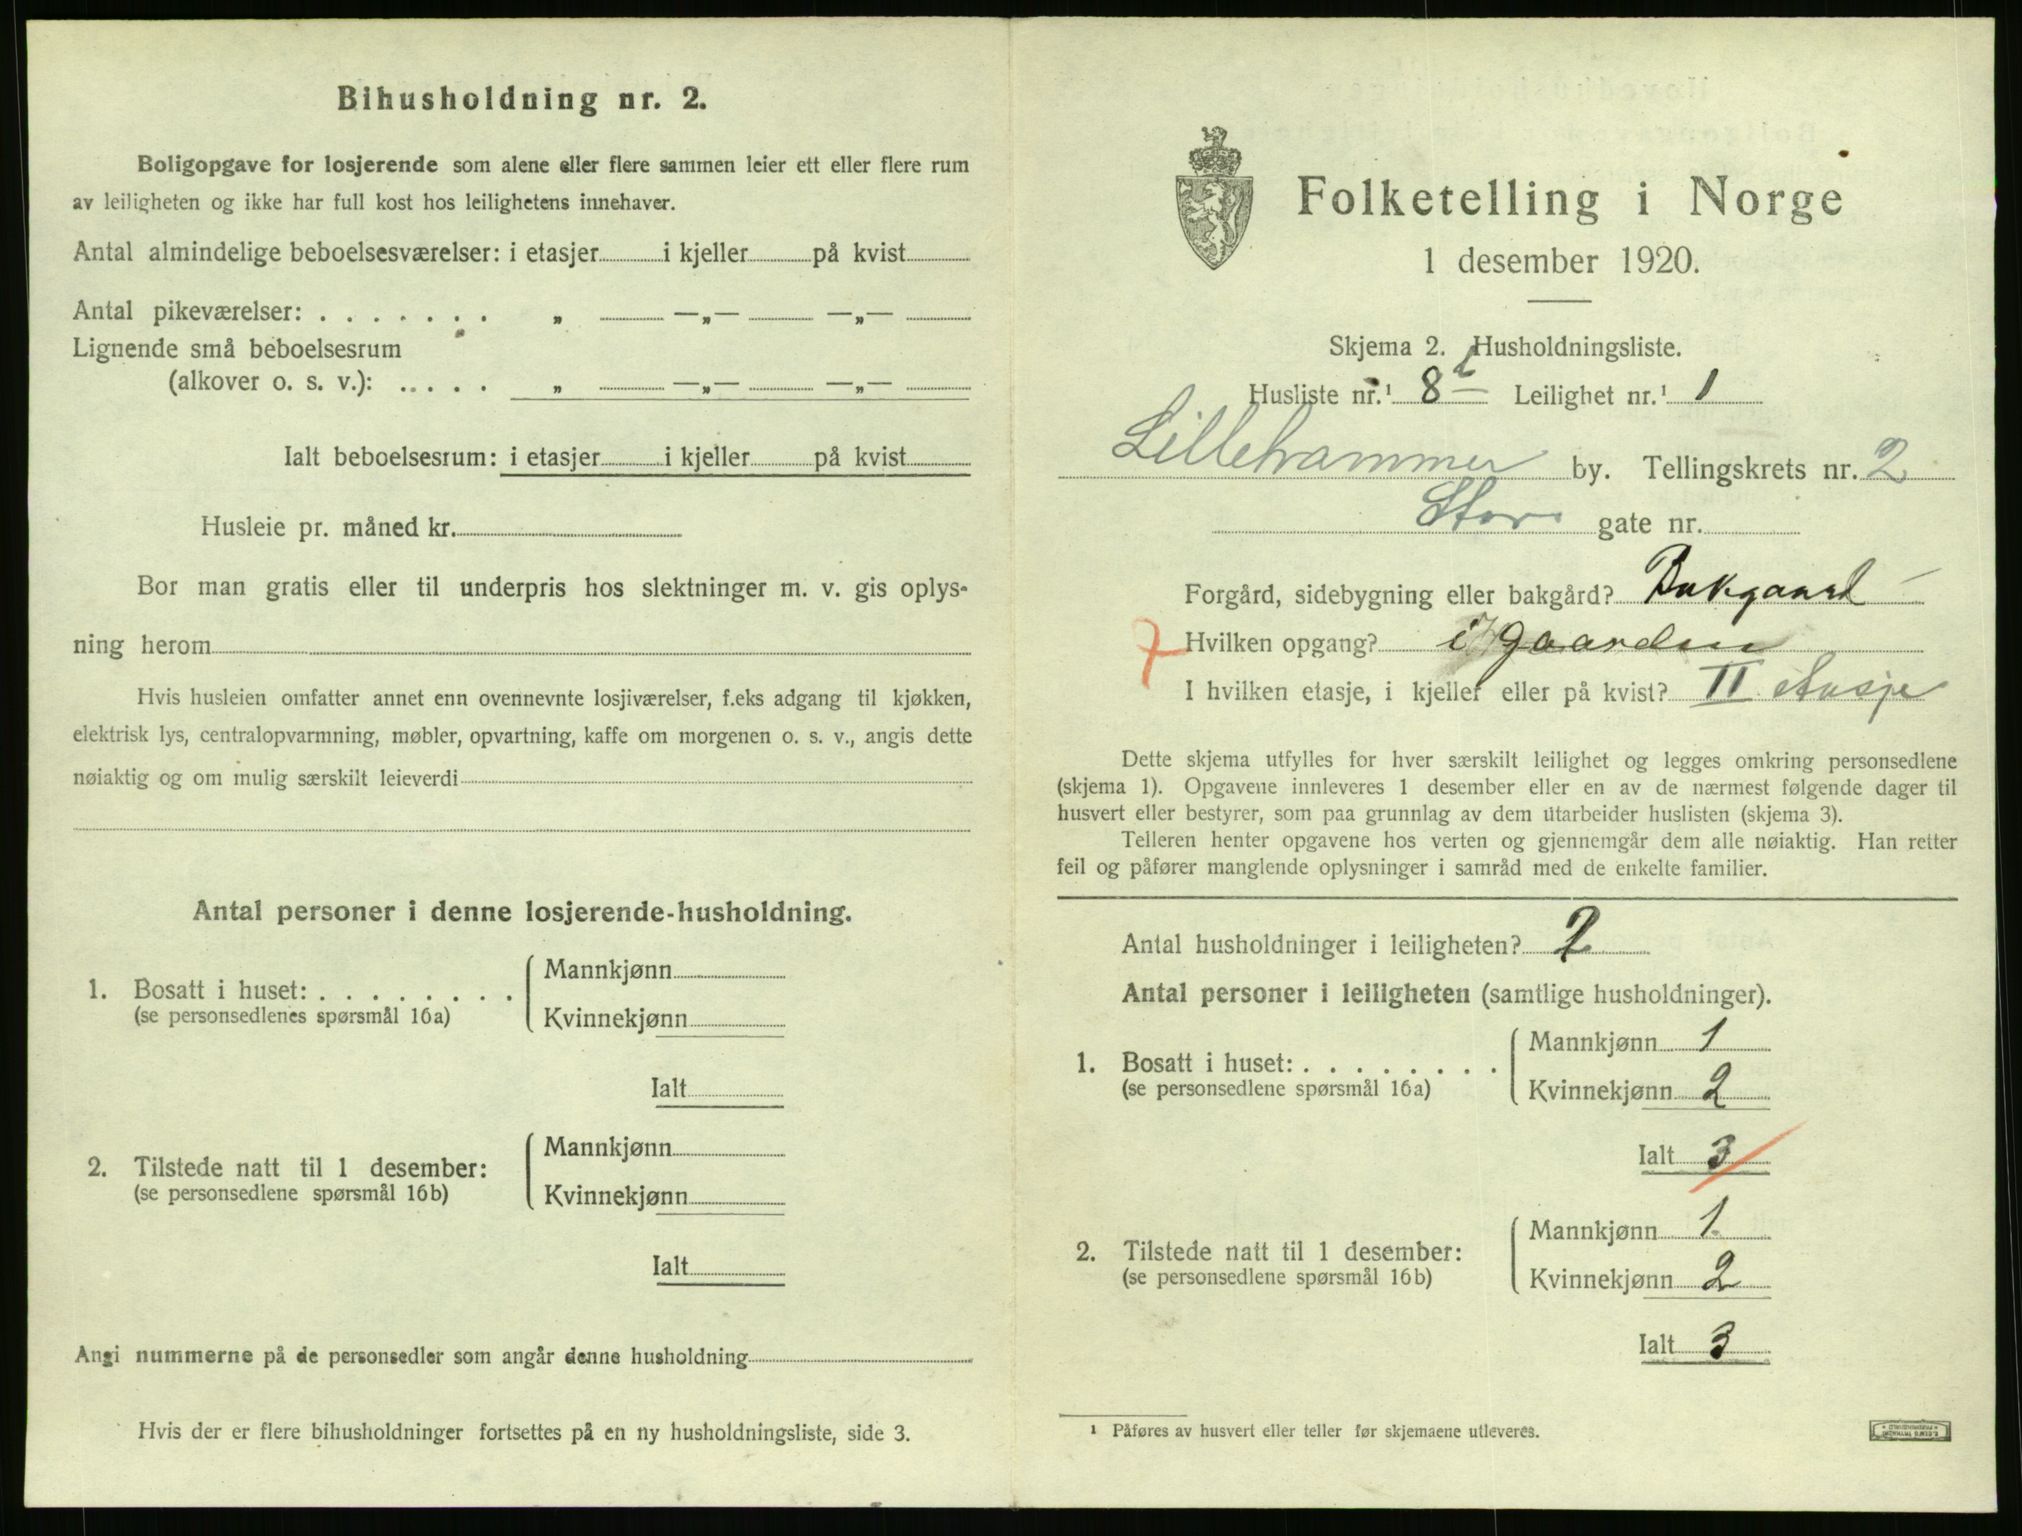 Bihusholdning nr. 2.
Boligopgave for losjerende som alene eller flere sammen leier ett eller flere rum
av leiligheten og ikke har full kost hos leilighetens innehaver.
Antal almindelige beboelsesværelser: i etasjer i kjeller på kvist
Antal pikeværelser: . . . . . . . „ —„— —„—
Lignende små beboelsesrum
(alkover o. s. v.): . . . . . „ —„— —„—
Ialt beboelsesrum: i etasjer i kjeller på kvist
Husleie pr. måned kr.
Bor man gratis eller til underpris hos slektninger m. v. gis oplys-
ning herom
Hvis husleien omfatter annet enn ovennevnte losjiværelser, f.eks adgang til kjøkken,
elektrisk lys, centralopvarmning, møbler, opvartning, kaffe om morgenen o. s. v., angis dette
nøiaktig og om mulig særskilt leieverdi
Antal personer i denne losjerende-husholdning.
1. Bosatt i huset: . . . . . . . .
(se personsedlenes spørsmål 16a)
Mannkjønn
Kvinnekjønn
Ialt
2. Tilstede natt til 1 desember:
(se personsedlene spørsmål 16b)
Mannkjønn
Kvinnekjønn
Ialt
Angi nummerne på de personsedler som angår denne husholdning
Hvis der er flere bihusholdninger fortsettes på en ny husholdningsliste, side 3.
Folketelling i Norge
1 desember 1920.
Skjema 2. Husholdningsliste.
Husliste nr.¹ 8 Leilighet nr.¹ 1
Lillehammer by. Tellingskrets nr. 2
Stor gate nr.
Forgård, sidebygning eller bakgård? Bakgaard
7 Hvilken opgang? i gaarden
I hvilken etasje, i kjeller eller på kvist? II etasje
Dette skjema utfylles for hver særskilt leilighet og legges omkring personsedlene
(skjema 1). Opgavene innleveres 1 desember eller en av de nærmest følgende dager til
husvert eller bestyrer, som paa grunnlag av dem utarbeider huslisten (skjema 3).
Telleren henter opgavene hos verten og gjennemgår dem alle nøiaktig. Han retter
feil og påfører manglende oplysninger i samråd med de enkelte familier.
Antal husholdninger i leiligheten? 2
Antal personer i leiligheten (samtlige husholdninger).
1. Bosatt i huset: . . . . . . . .
(se personsedlene spørsmål 16a)
Mannkjønn 1
Kvinnekjønn 2
Ialt 3
2. Tilstede natt til 1 desember:
(se personsedlene spørsmål 16b)
Mannkjønn 1
Kvinnekjønn 2
Ialt 3
¹ Påføres av husvert eller teller før skjemaene utleveres.